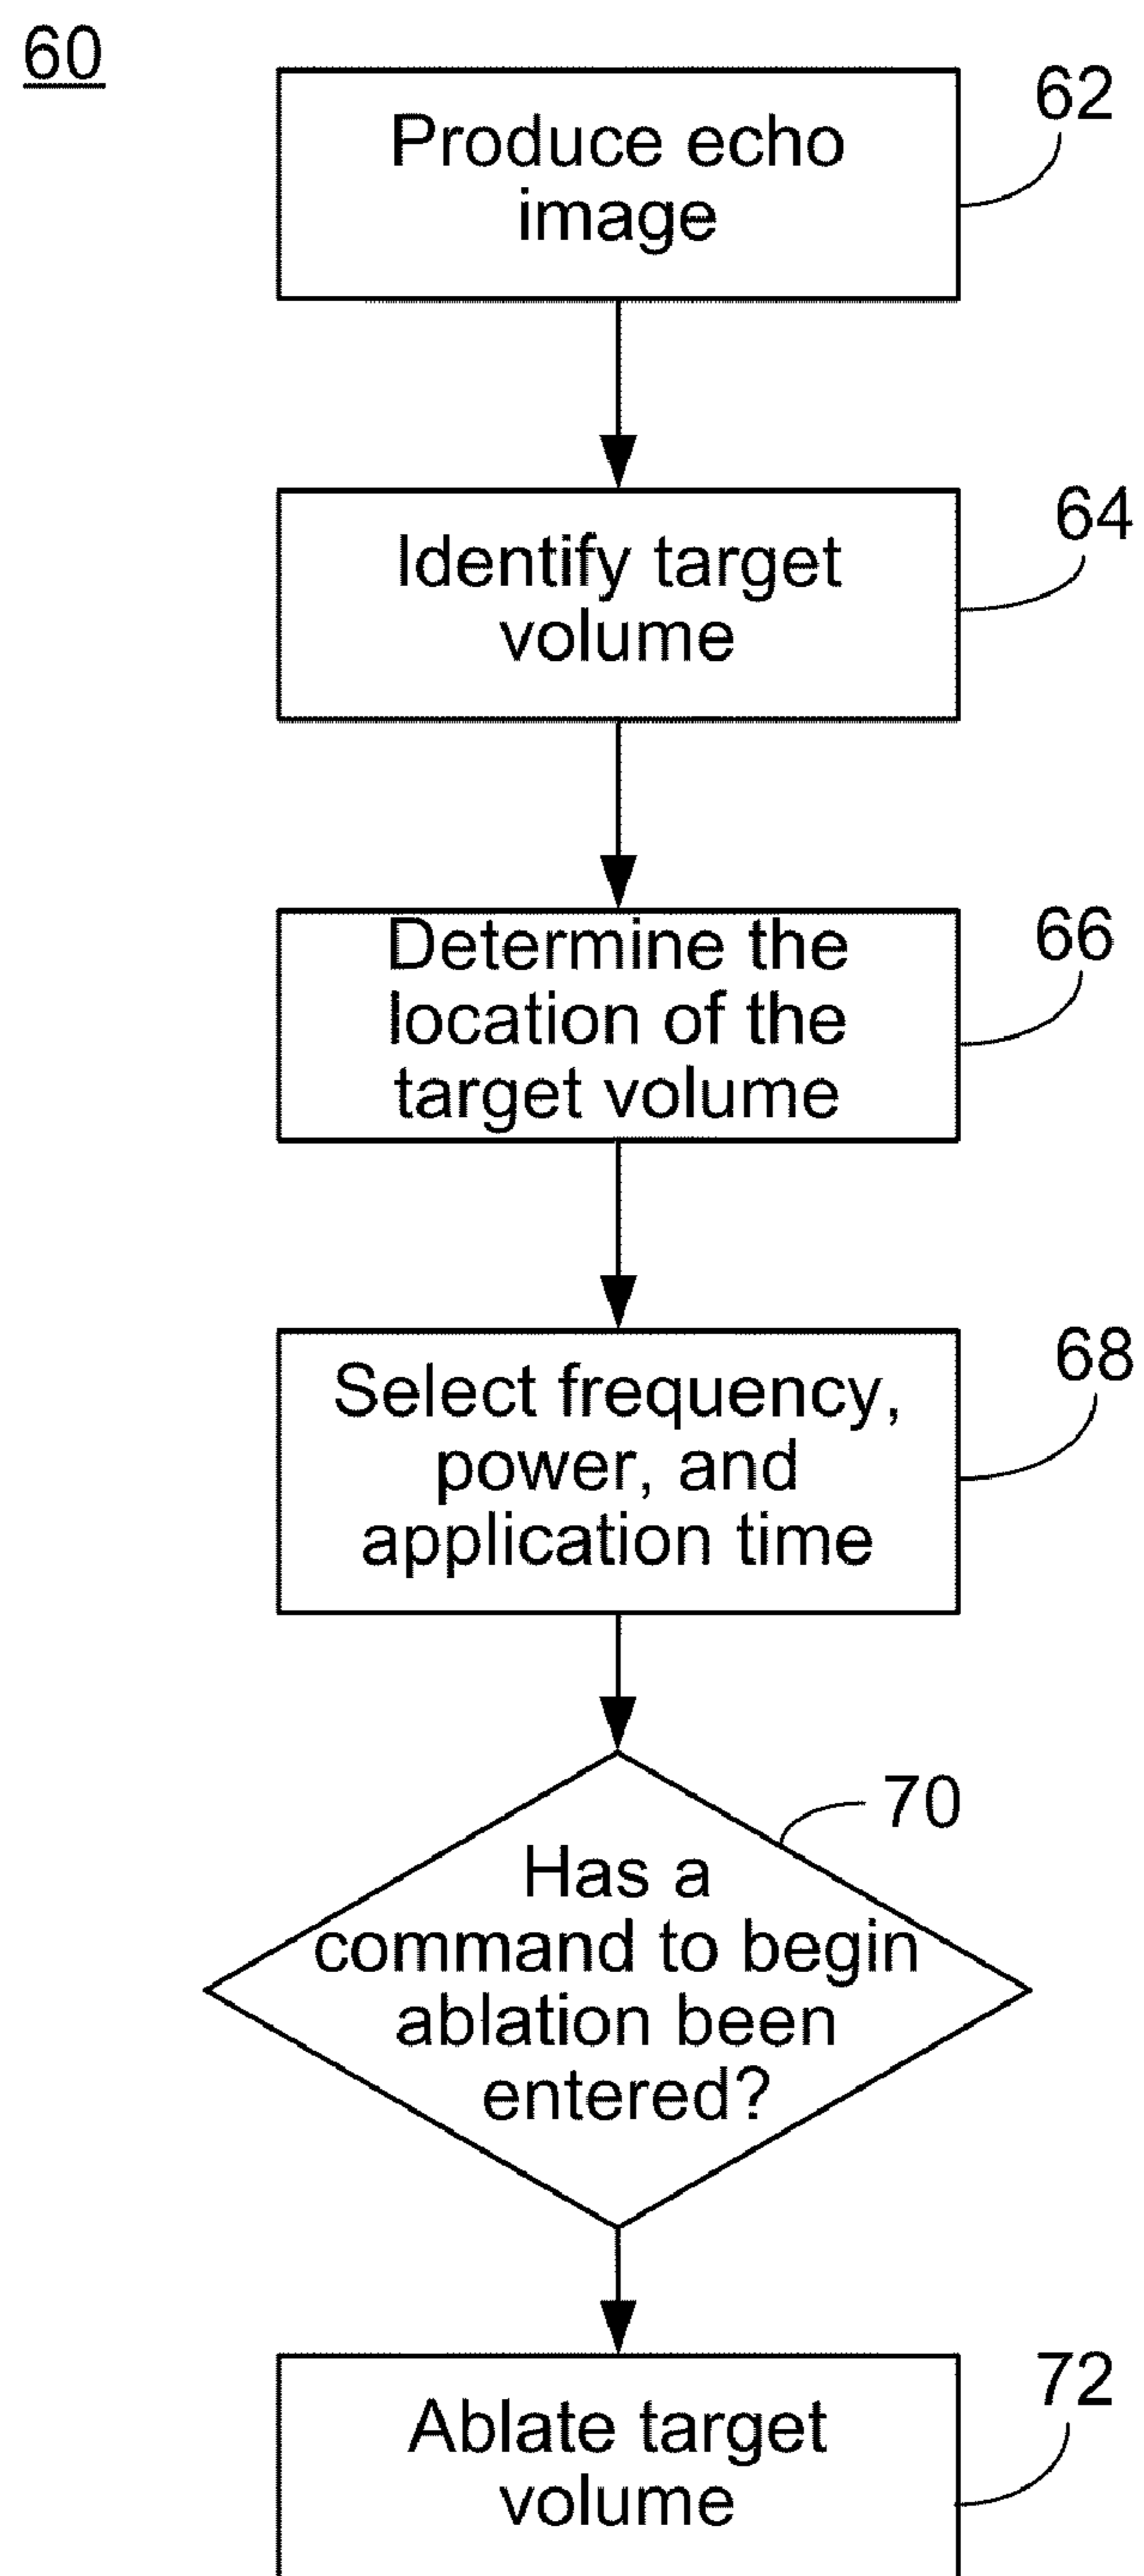 60
62
Produce echo
image
64
Identify target
volume
66
Determine the
location of the
target volume
68
Select frequency,
power, and
application time
70
Has a
command to begin
ablation been
entered?
72
Ablate target
volume